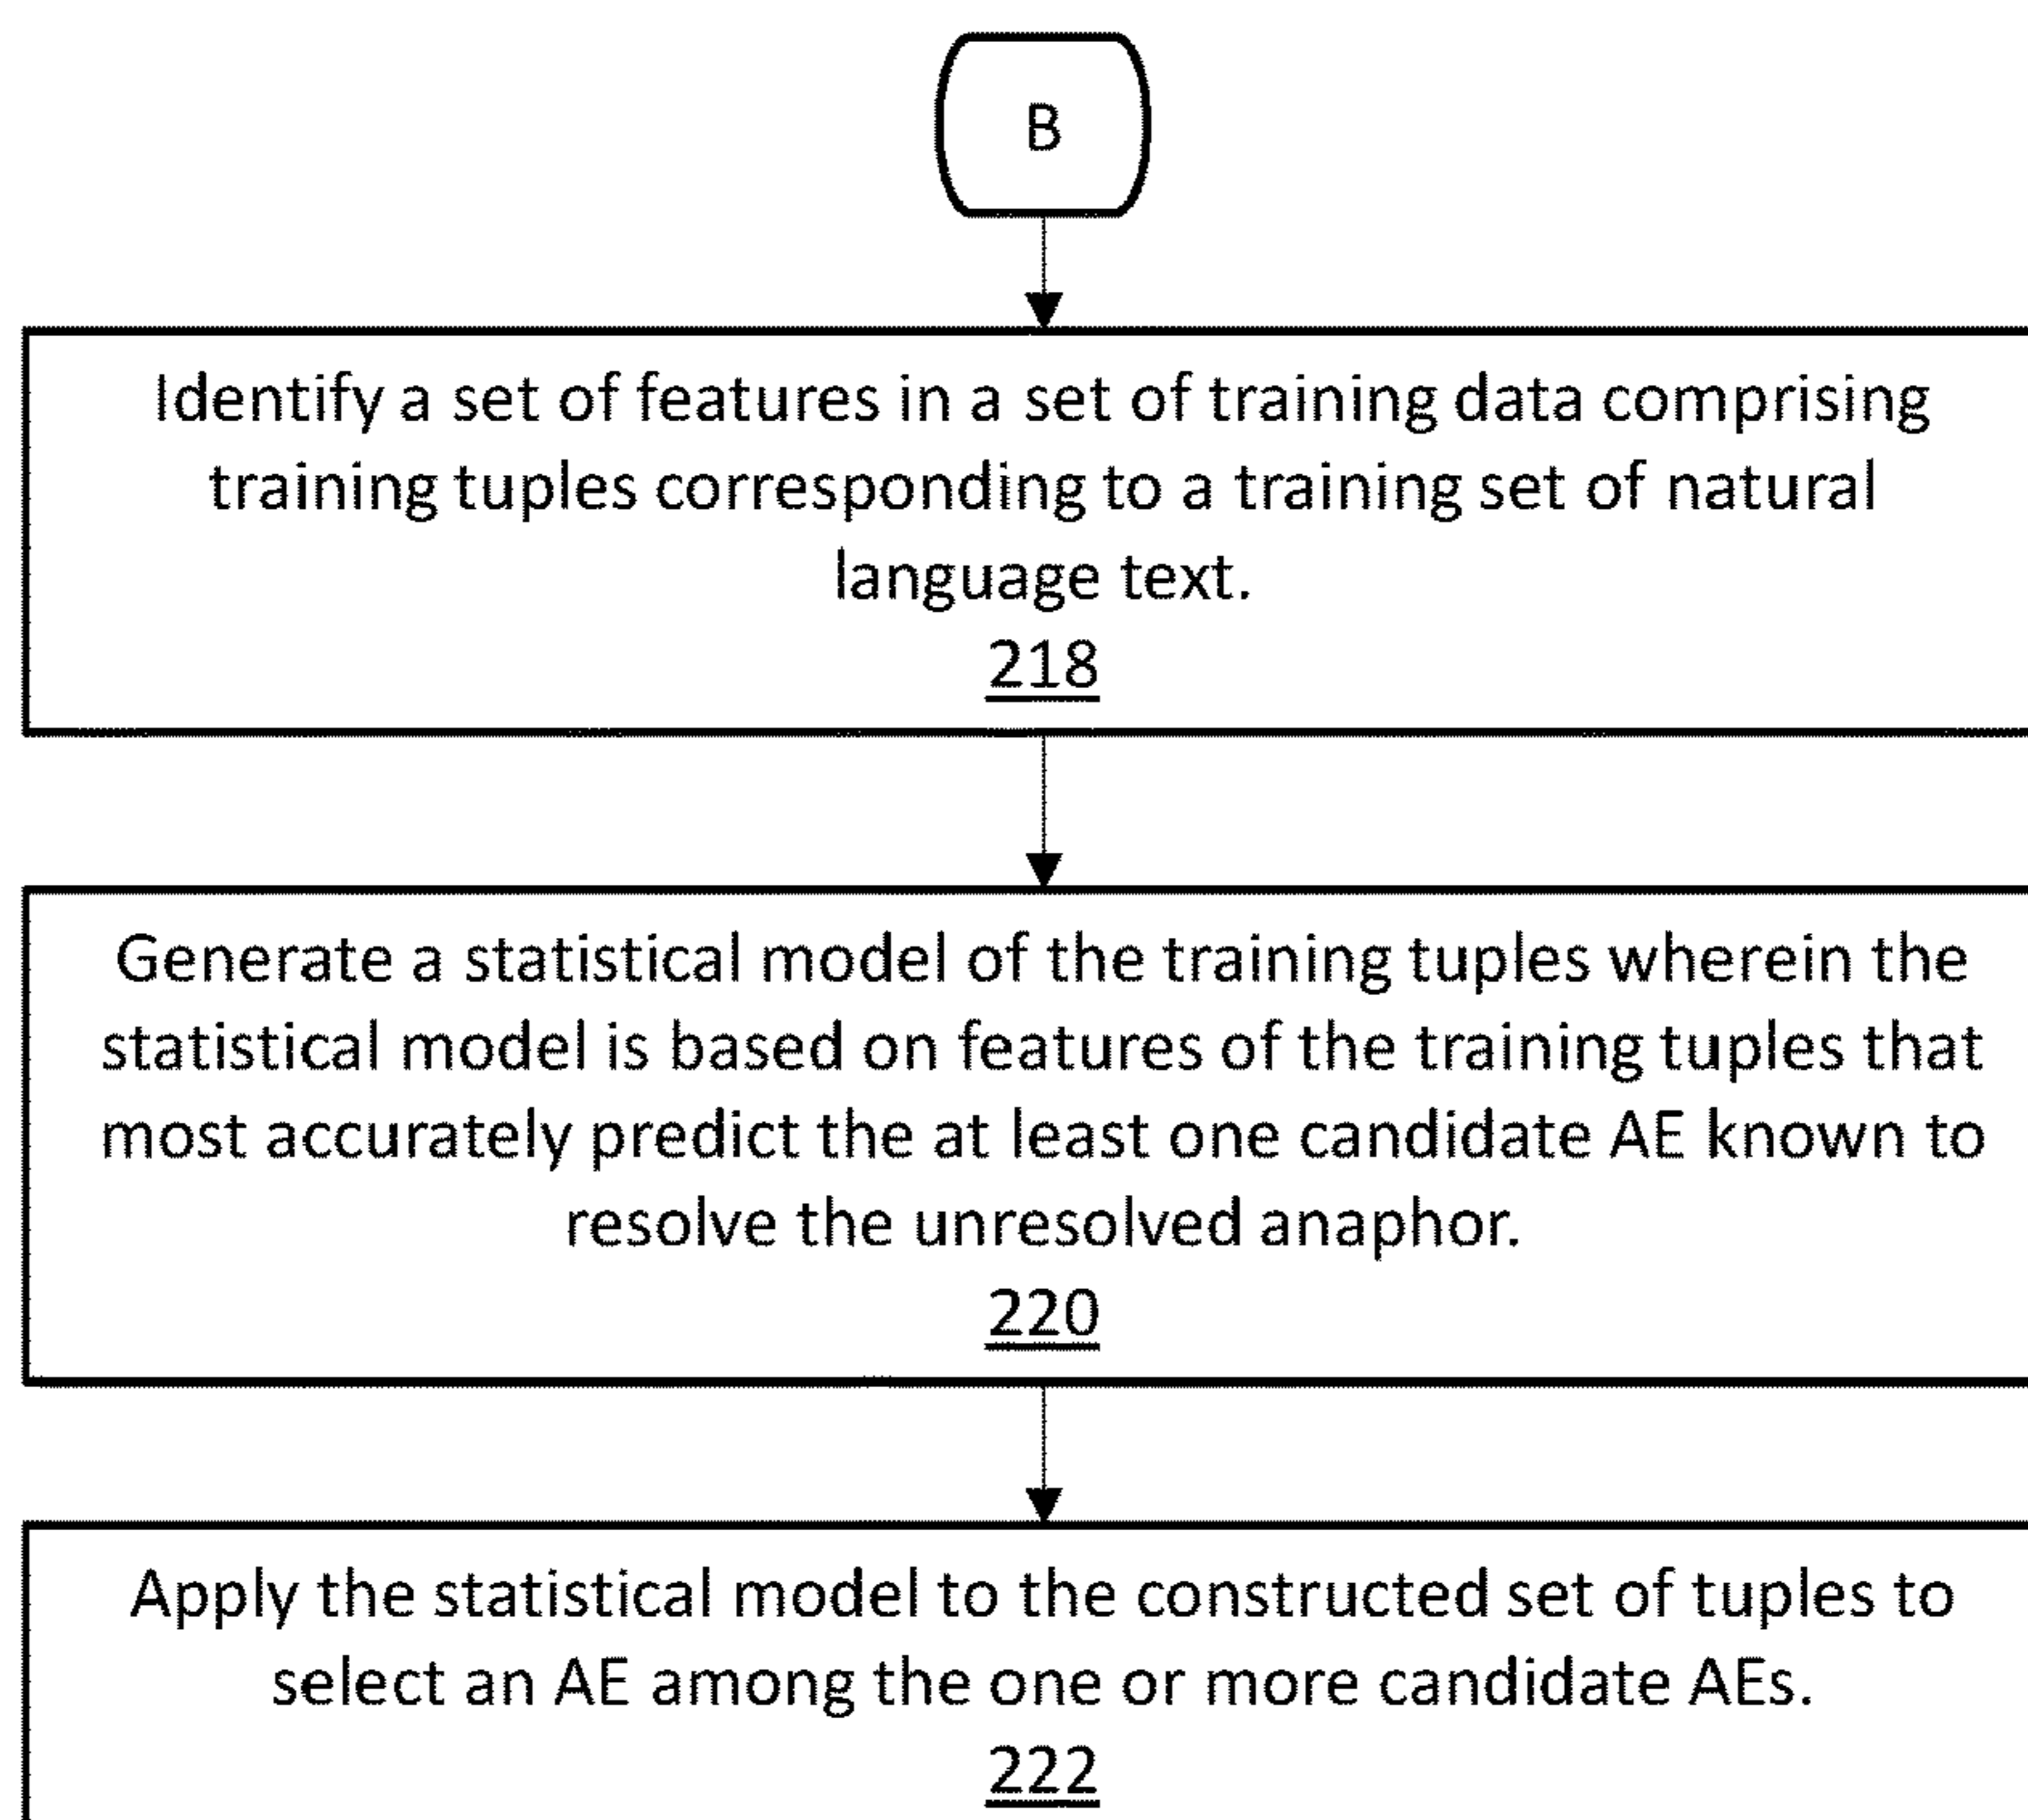 B
Identify a set of features in a set of training data comprising
training tuples corresponding to a training set of natural
language text.
218
Generate a statistical model of the training tuples wherein the
statistical model is based on features of the training tuples that
most accurately predict the at least one candidate AE known to
resolve the unresolved anaphor.
220
Apply the statistical model to the constructed set of tuples to
select an AE among the one or more candidate AEs.
222